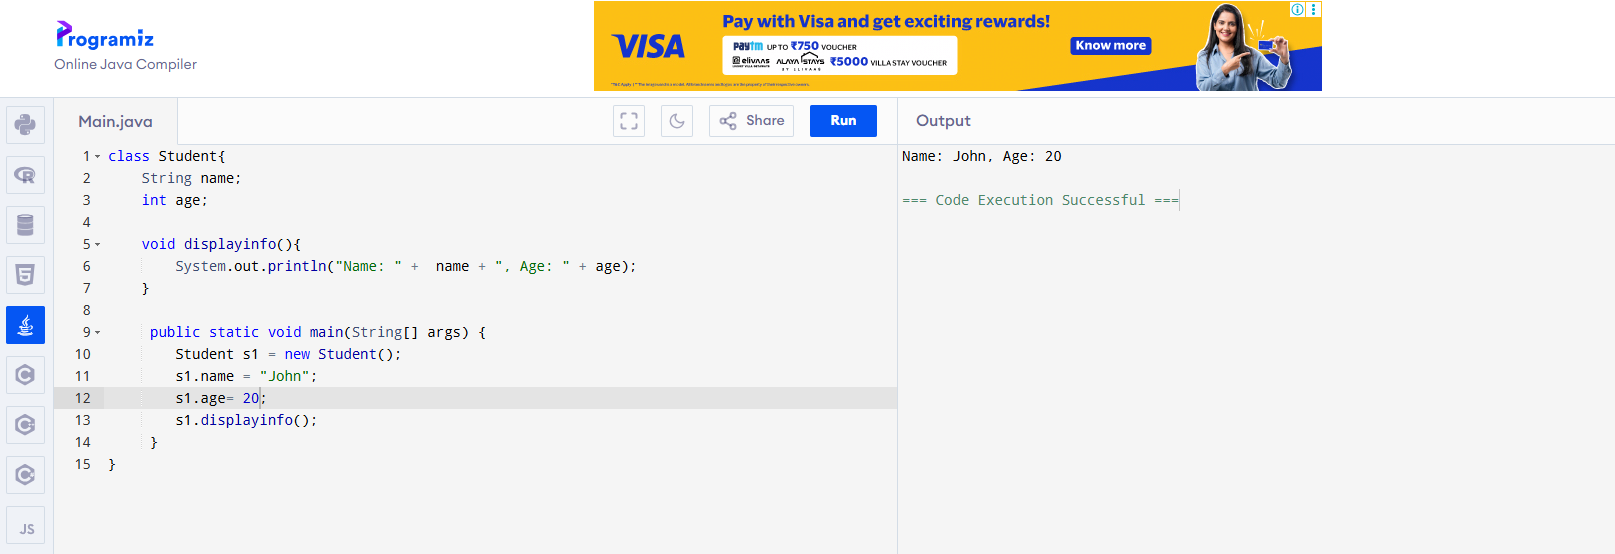 Programiz
Online Java Compiler
Pay with Visa and get exciting rewards!
VISA
paytm UP TO ₹750 VOUCHER
elivaas ALAYA STAYS ₹5000 VILLA STAY VOUCHER
BY ELIVAAS
Know more
Main.java
Share
Run
Output
1 class Student{
2 String name;
3 int age;
4
5 void displayinfo(){
6 System.out.println("Name: " +  name + ", Age: " + age);
7 }
8
9 public static void main(String[] args) {
10 Student s1 = new Student();
11 s1.name = "John";
12 s1.age= 20;
13 s1.displayinfo();
14 }
15 }
Name: John, Age: 20
=== Code Execution Successful ===
R
5
C
C
C
JS